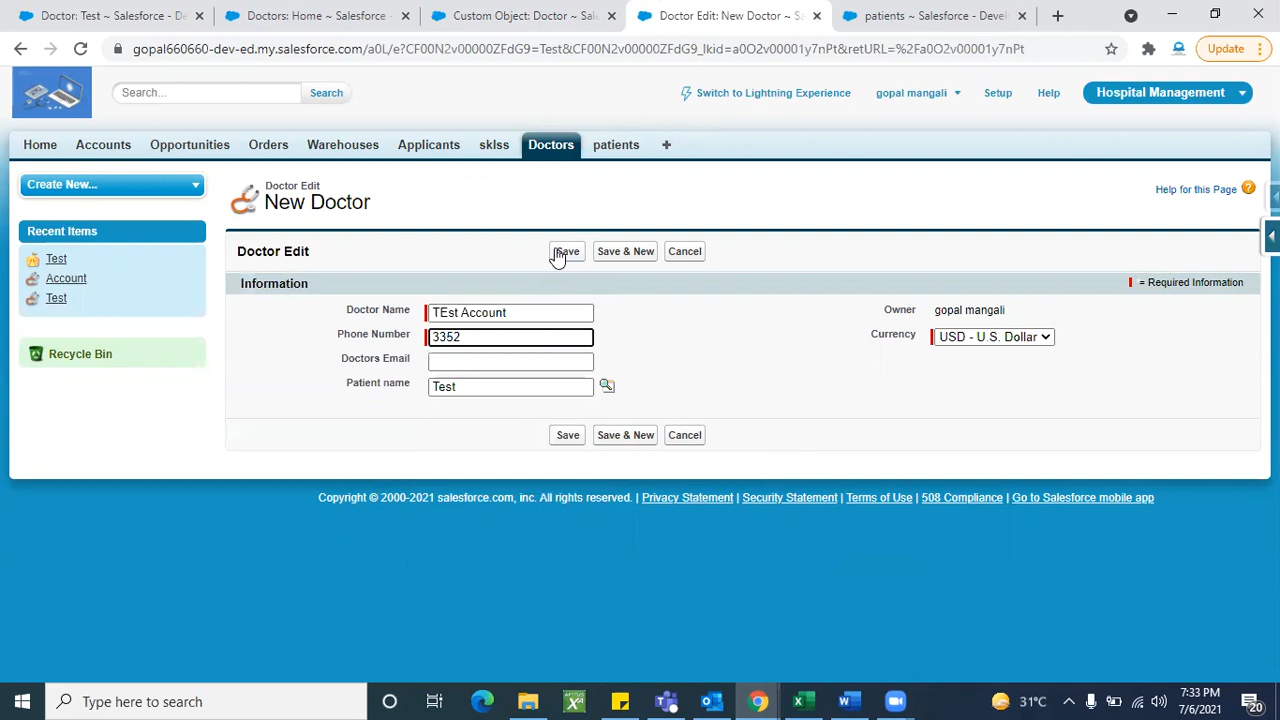 Doctor: Test ~ Salesforce - De
Doctors: Home ~ Salesforce
Custom Object: Doctor ~ Sale
Doctor Edit: New Doctor ~ Sa
patients ~ Salesforce - Devel
gopal660660-dev-ed.my.salesforce.com/a0L/e?CF00N2v00000ZFdG9=Test&CF00N2v00000ZFdG9_lkid=a0O2v00001y7nPt&retURL=%2Fa0O2v00001y7nPt
Update
Search...
Search
Switch to Lightning Experience
gopal mangali
Setup
Help
Hospital Management
Home
Accounts
Opportunities
Orders
Warehouses
Applicants
sklss
Doctors
patients
+
Create New...
Recent Items
Test
Account
Test
Recycle Bin
Doctor Edit
New Doctor
Help for this Page
Doctor Edit
Save
Save & New
Cancel
Information
= Required Information
Doctor Name
TEst Account
Owner
gopal mangali
Phone Number
3352
Currency
USD - U.S. Dollar
Doctors Email
Patient name
Test
Save
Save & New
Cancel
Copyright © 2000-2021 salesforce.com, inc. All rights reserved. | Privacy Statement | Security Statement | Terms of Use | 508 Compliance | Go to Salesforce mobile app
Type here to search
31°C
7:33 PM
7/6/2021
20